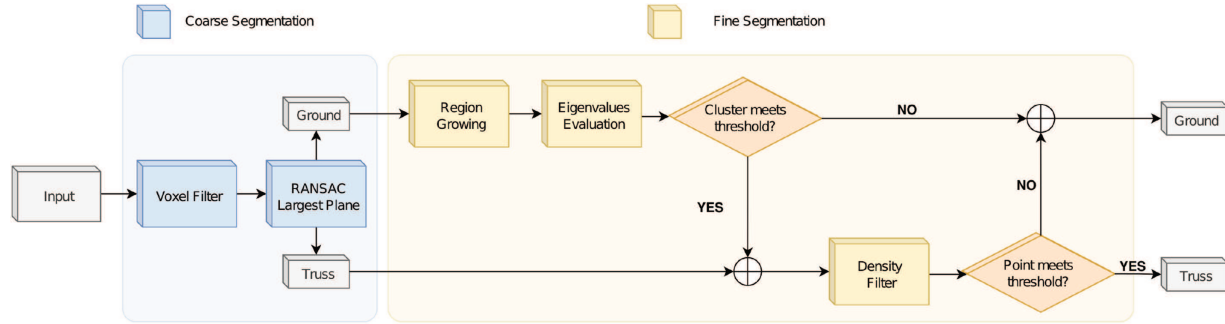 Coarse Segmentation
Fine Segmentation
Ground
Region
Growing
Eigenvalues
Evaluation
Cluster meets
threshold?
NO
Ground
Input
Voxel Filter
RANSAC
Largest Plane
YES
NO
Truss
Density
Filter
Point meets
threshold?
YES
Truss